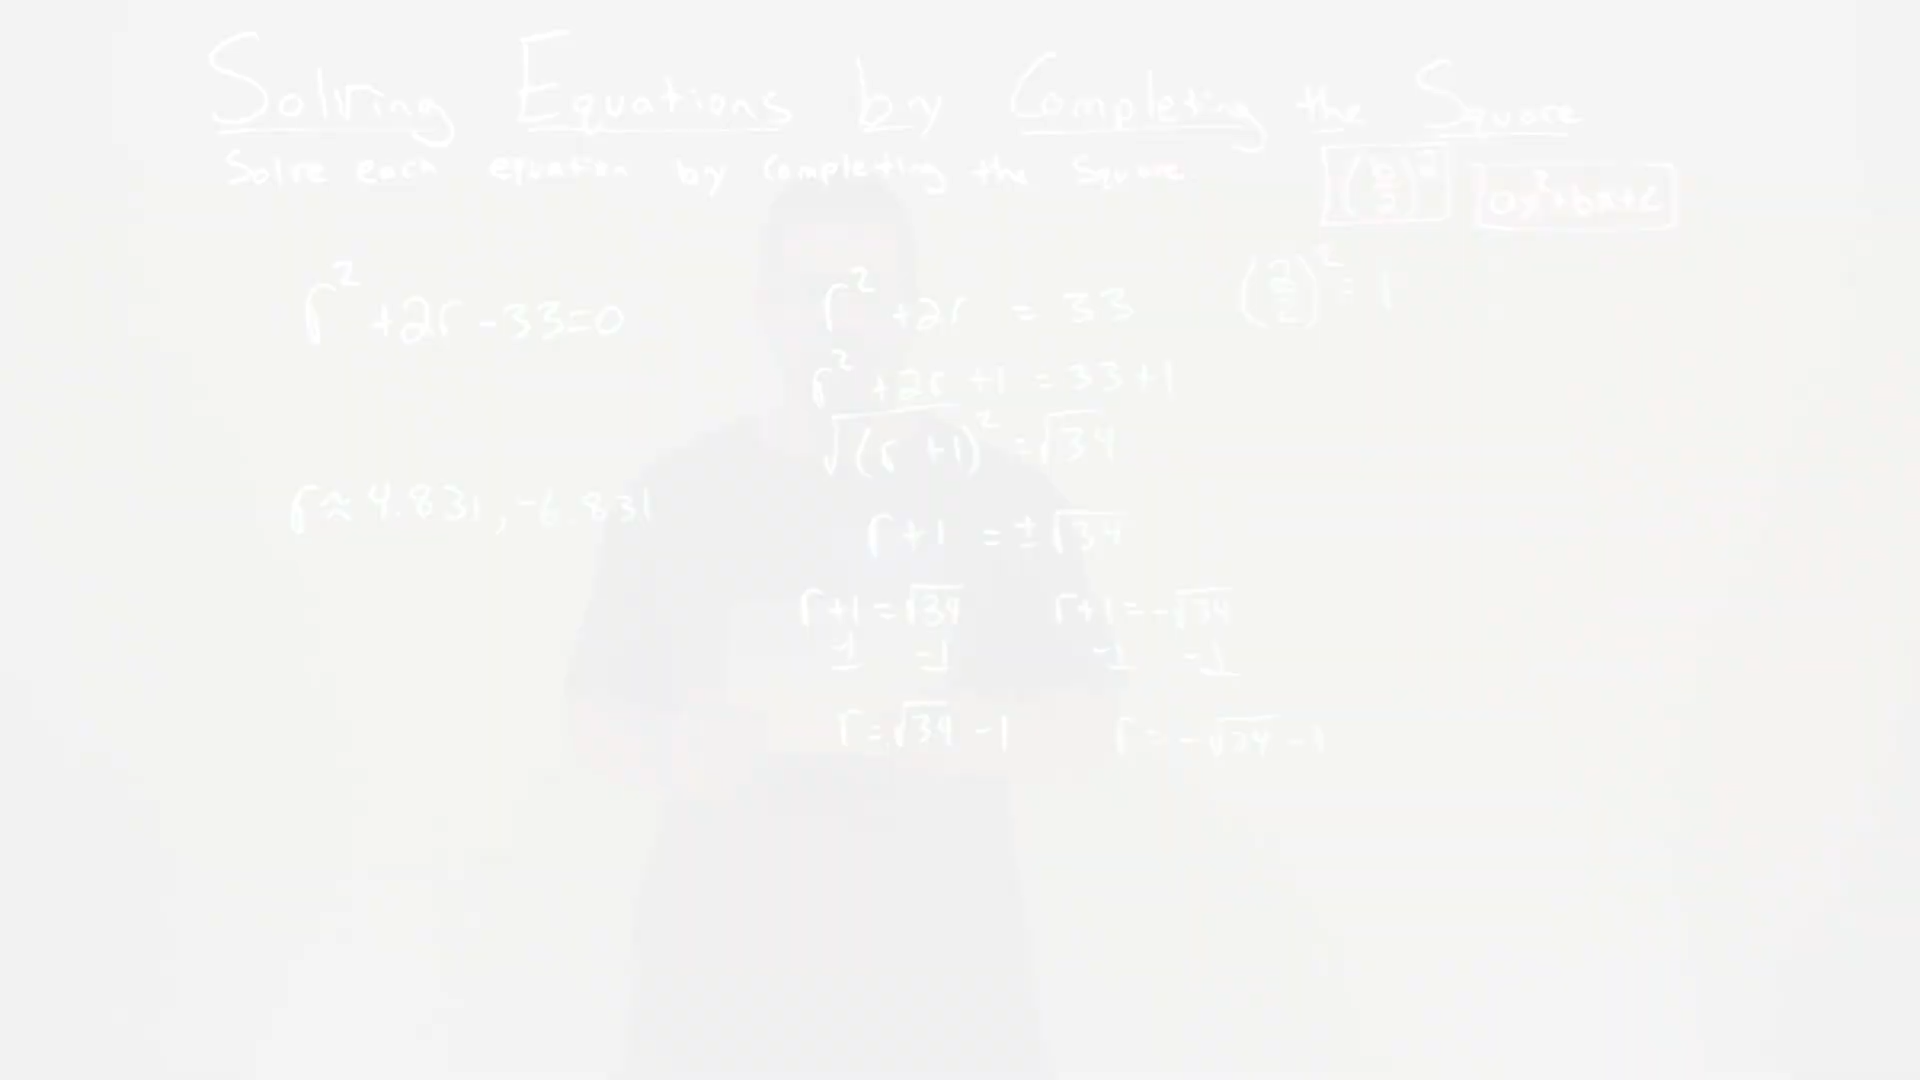 Solving Equations by Completing the Square
Solve each equation by completing the square
(b/2)²
ax²+bx+c
r²+2r-33=0
r≈4.831,-6.831
r²+2r = 33
(2/2)²=1
r²+2r+1=33+1
√(r+1)²=√34
r+1 =±√34
r+1=√34 r+1=-√34
-1 -1 -1 -1
r=√34-1 r=-√34-1